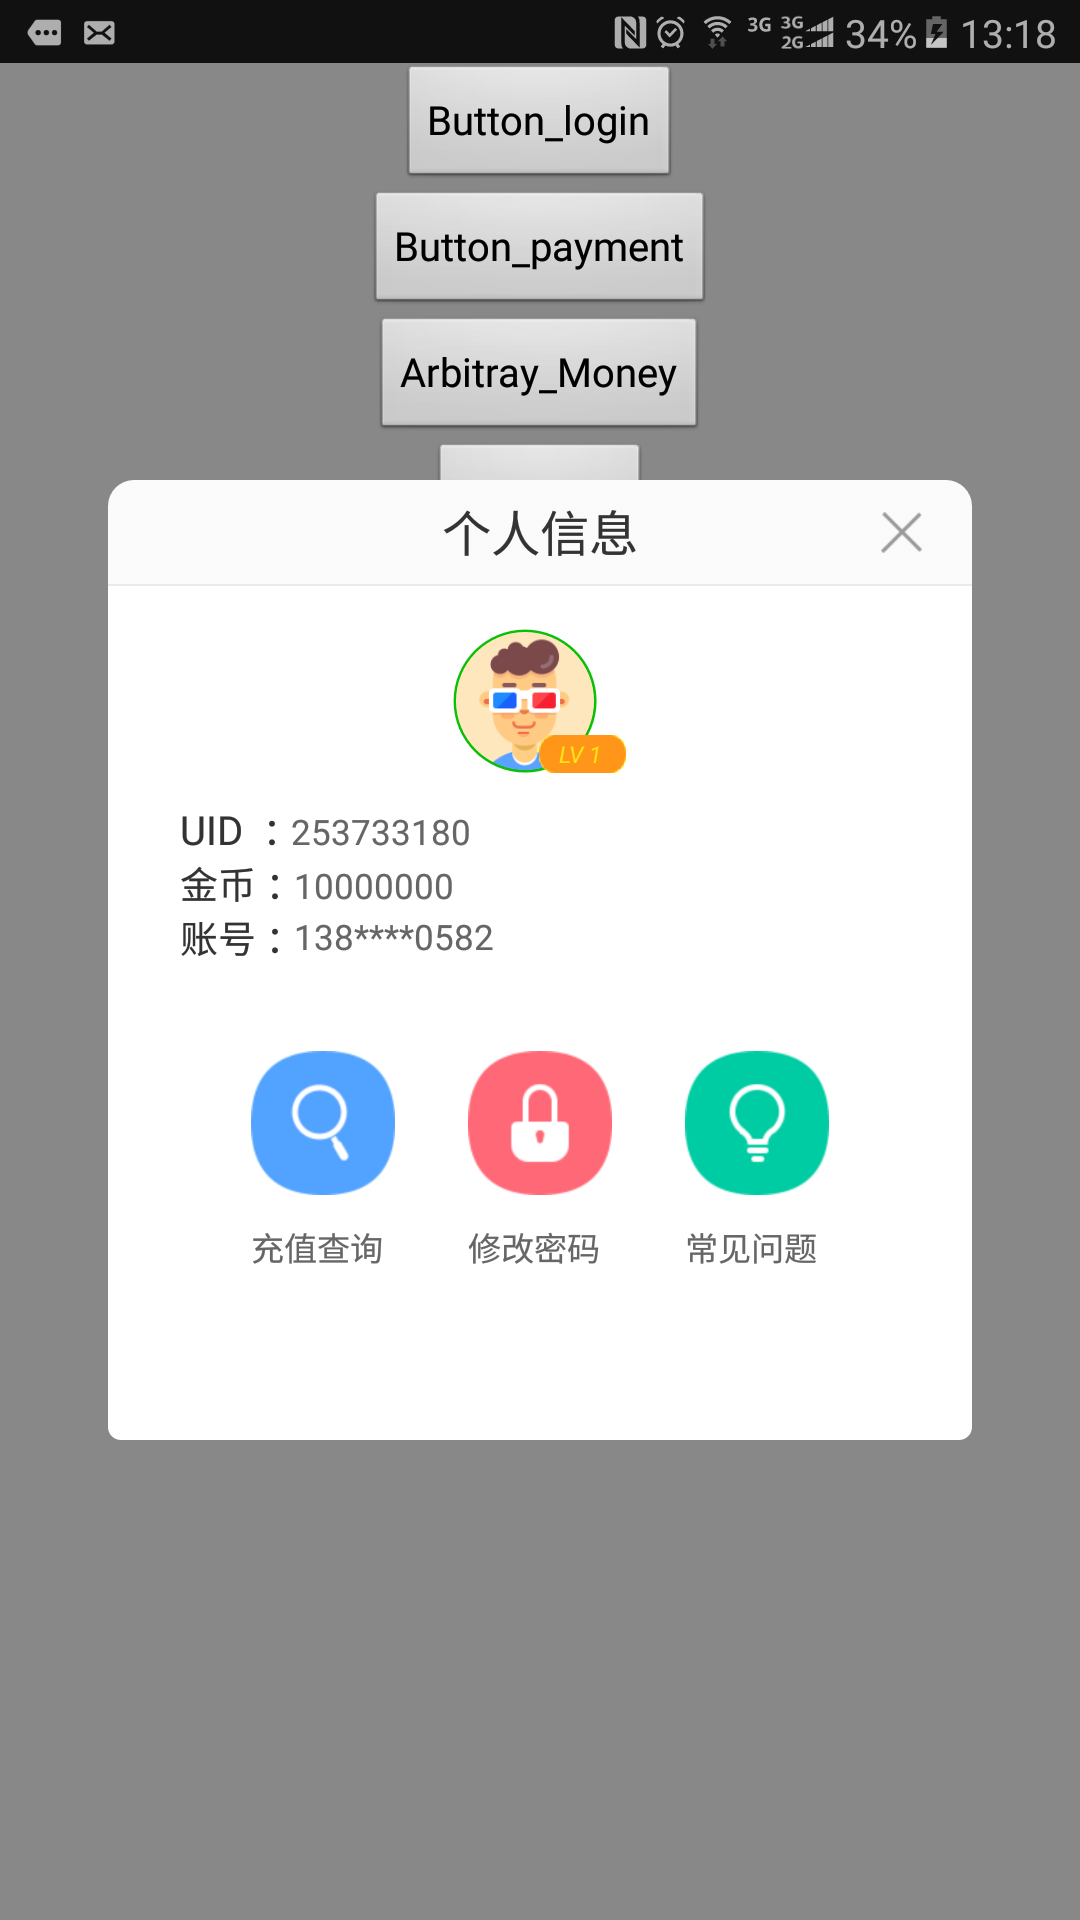 3G 3G 2G 34% 13:18
Button_login
Button_payment
Arbitray_Money
个人信息
LV 1
UID ：253733180
金币：10000000
账号：138****0582
充值查询 修改密码 常见问题